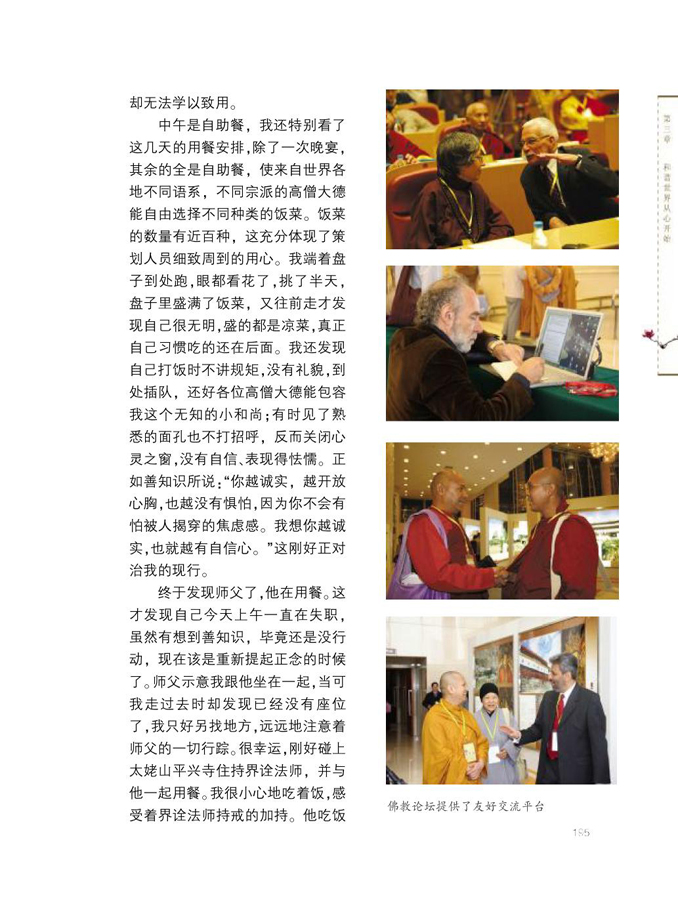 却无法学以致用。
中午是自助餐，我还特别看了
这几天的用餐安排,除了一次晚宴,
其余的全是自助餐，使来自世界各
地不同语系，不同宗派的高僧大德
能自由选择不同种类的饭菜。饭菜
的数量有近百种，这充分体现了策
划人员细致周到的用心。我端着盘
子到处跑,眼都看花了,挑了半天,
盘子里盛满了饭菜，又往前走才发
现自己很无明,盛的都是凉菜,真正
自己习惯吃的还在后面。我还发现
自己打饭时不讲规矩,没有礼貌,到
处插队，还好各位高僧大德能包容
我这个无知的小和尚;有时见了熟
悉的面孔也不打招呼，反而关闭心
灵之窗,没有自信、表现得怯懦。正
如善知识所说:“你越诚实，越开放
心胸,也越没有惧怕,因为你不会有
怕被人揭穿的焦虑感。我想你越诚
实,也就越有自信心。”这刚好正对
治我的现行。
终于发现师父了,他在用餐。这
才发现自己今天上午一直在失职，
虽然有想到善知识，毕竟还是没行
动，现在该是重新提起正念的时候
了。师父示意我跟他坐在一起,当可
我走过去时却发现已经没有座位
了,我只好另找地方,远远地注意着
师父的一切行踪。很幸运,刚好碰上
太姥山平兴寺住持界诠法师，并与
他一起用餐。我很小心地吃着饭,感
受着界诠法师持戒的加持。他吃饭
第三章 和谐世界从心开始
佛教论坛提供了友好交流平台
195